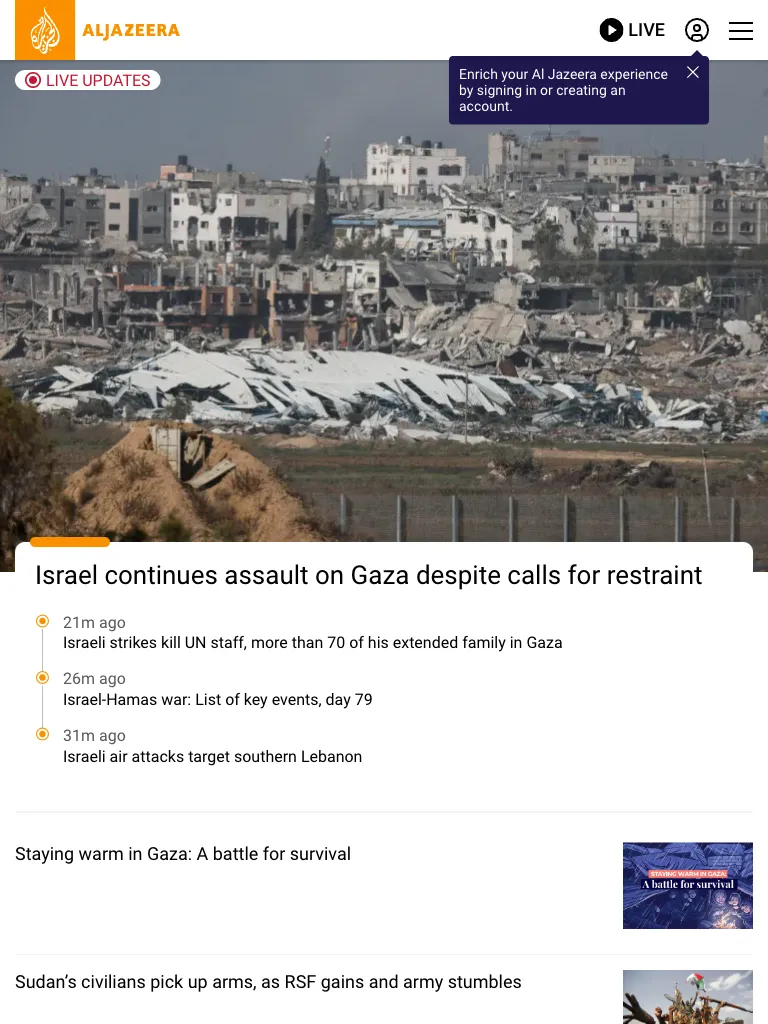 ALJAZEERA
LIVE
Enrich your Al Jazeera experience
by signing in or creating an
account.
LIVE UPDATES
Israel continues assault on Gaza despite calls for restraint
21m ago
Israeli strikes kill UN staff, more than 70 of his extended family in Gaza
26m ago
Israel-Hamas war: List of key events, day 79
31m ago
Israeli air attacks target southern Lebanon
Staying warm in Gaza: A battle for survival
STAYING WARM IN GAZA:
A battle for survival
Sudan’s civilians pick up arms, as RSF gains and army stumbles